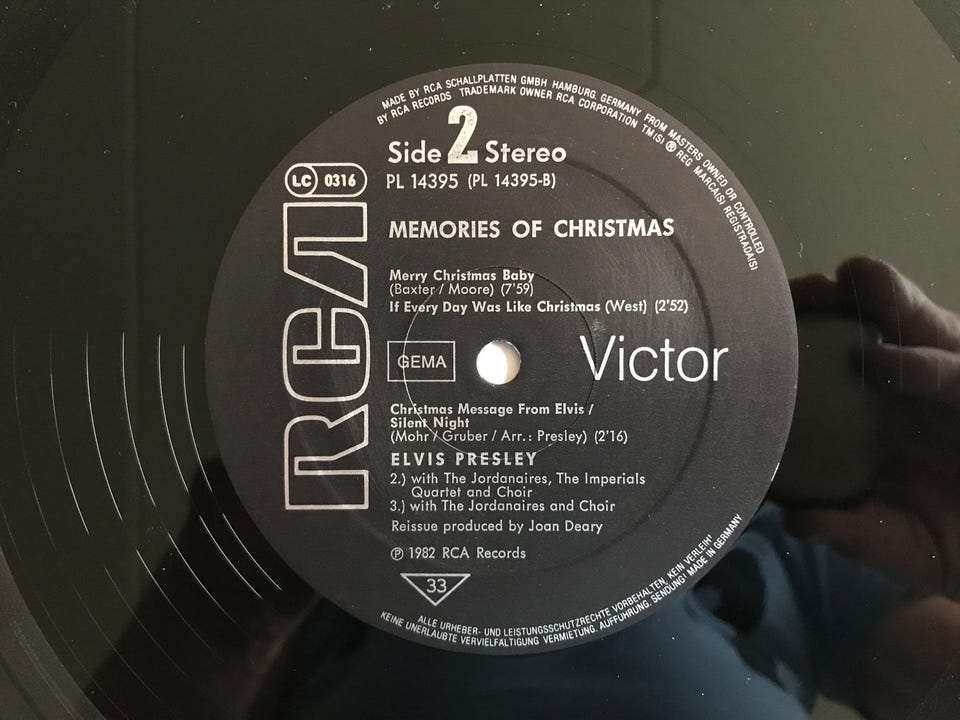 MADE BY RCA SCHALLPLATTEN GMBH HAMBURG, GERMANY FROM MASTERS OWNED OR CONTROLLED
BY RCA RECORDS TRADEMARK OWNER RCA CORPORATION TM(S) ® REG MARCA(S) REGISTRADA(S)
Side 2 Stereo
PL 14395 (PL 14395-B)
LC 0316
RCA
MEMORIES OF CHRISTMAS
Merry Christmas Baby
(Baxter / Moore) (7'59)
If Every Day Was Like Christmas (West) (2'52)
GEMA
Victor
Christmas Message From Elvis /
Silent Night
(Mohr / Gruber / Arr.: Presley) (2'16)
ELVIS PRESLEY
2.) with The Jordanaires, The Imperials
Quartet and Choir
3.) with The Jordanaires and Choir
Reissue produced by Joan Deary
℗ 1982 RCA Records
33
ALLE URHEBER- UND LEISTUNGSSCHUTZRECHTE VORBEHALTEN, KEIN VERLEIH!
KEINE UNERLAUBTE VERVIELFALTIGUNG VERMIETUNG, AUFFUHRUNG, SENDUNG! MADE IN GERMANY